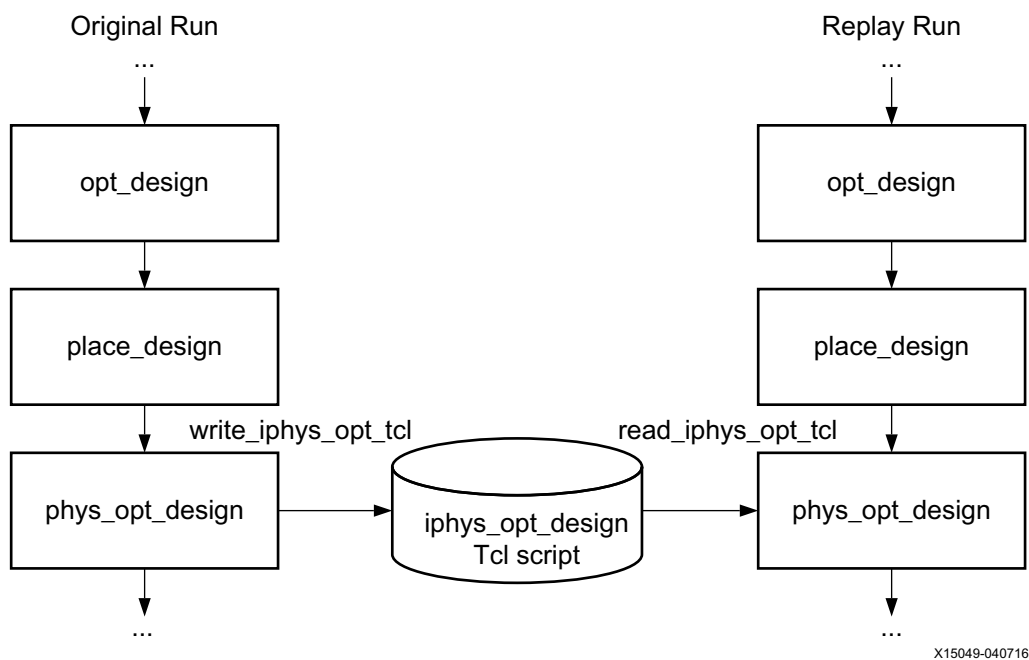 Original Run
Replay Run
...
...
opt_design
opt_design
place_design
place_design
write_iphys_opt_tcl
read_iphys_opt_tcl
phys_opt_design
iphys_opt_design
Tcl script
phys_opt_design
...
...
X15049-040716